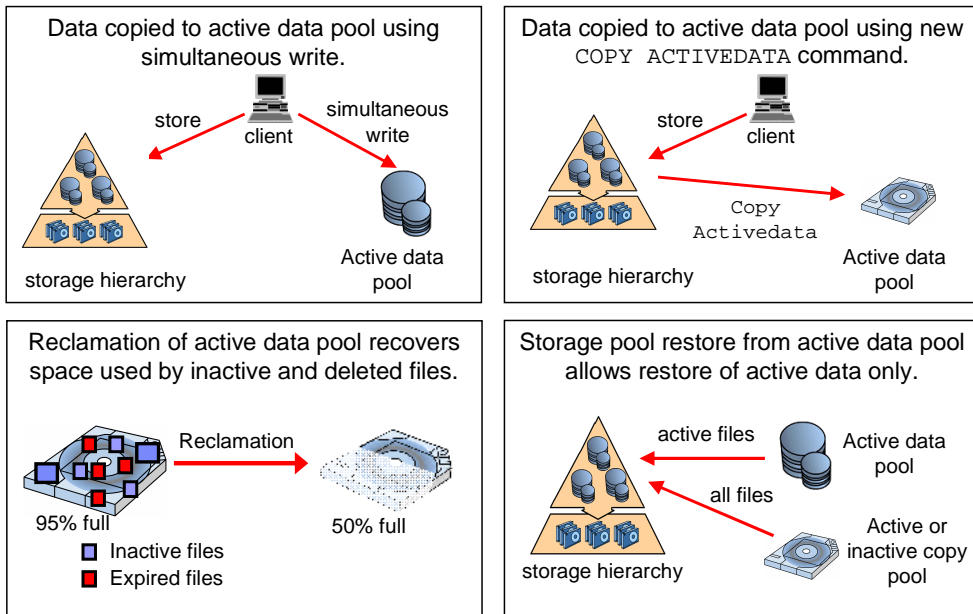 Data copied to active data pool using
simultaneous write.
store
simultaneous
write
client
storage hierarchy
Active data
pool
Data copied to active data pool using new
COPY ACTIVEDATA command.
store
client
Copy
Activedata
storage hierarchy
Active data
pool
Reclamation of active data pool recovers
space used by inactive and deleted files.
Reclamation
95% full
50% full
Inactive files
Expired files
Storage pool restore from active data pool
allows restore of active data only.
active files
Active data
pool
all files
Active or
inactive copy
pool
storage hierarchy